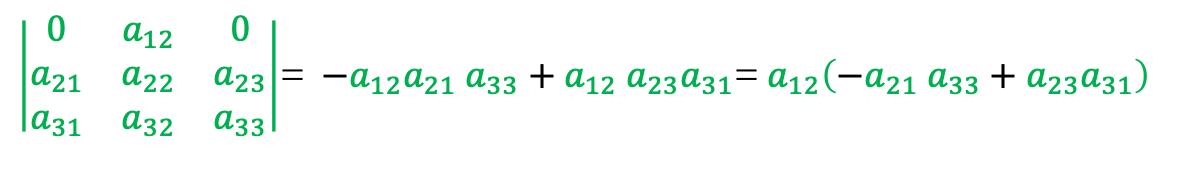 |0 a₁₂ 0|
|a₂₁ a₂₂ a₂₃| = −a₁₂a₂₁ a₃₃ + a₁₂ a₂₃a₃₁= a₁₂(−a₂₁ a₃₃ + a₂₃a₃₁)
|a₃₁ a₃₂ a₃₃|